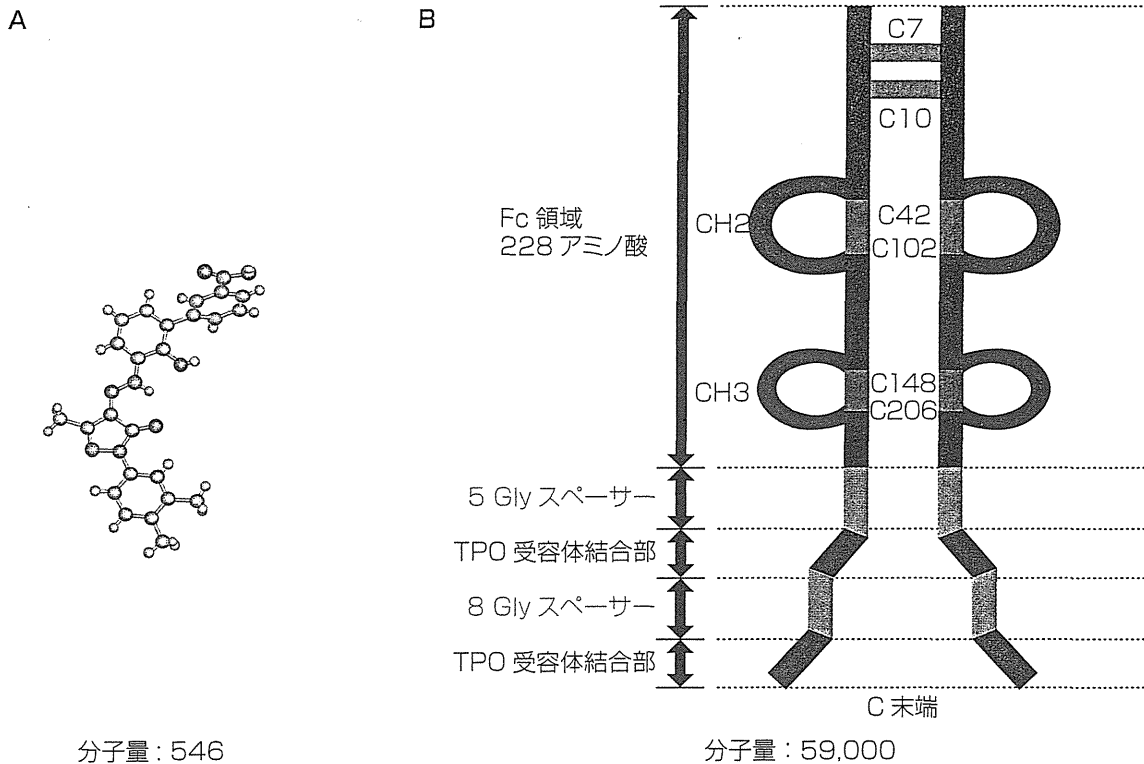 A
B
C7
C10
Fc 領域
228 アミノ酸
CH2
C42
C102
CH3
C148
C206
5 Gly スペーサー
TPO 受容体結合部
8 Gly スペーサー
TPO 受容体結合部
C 末端
分子量 : 546
分子量 : 59,000